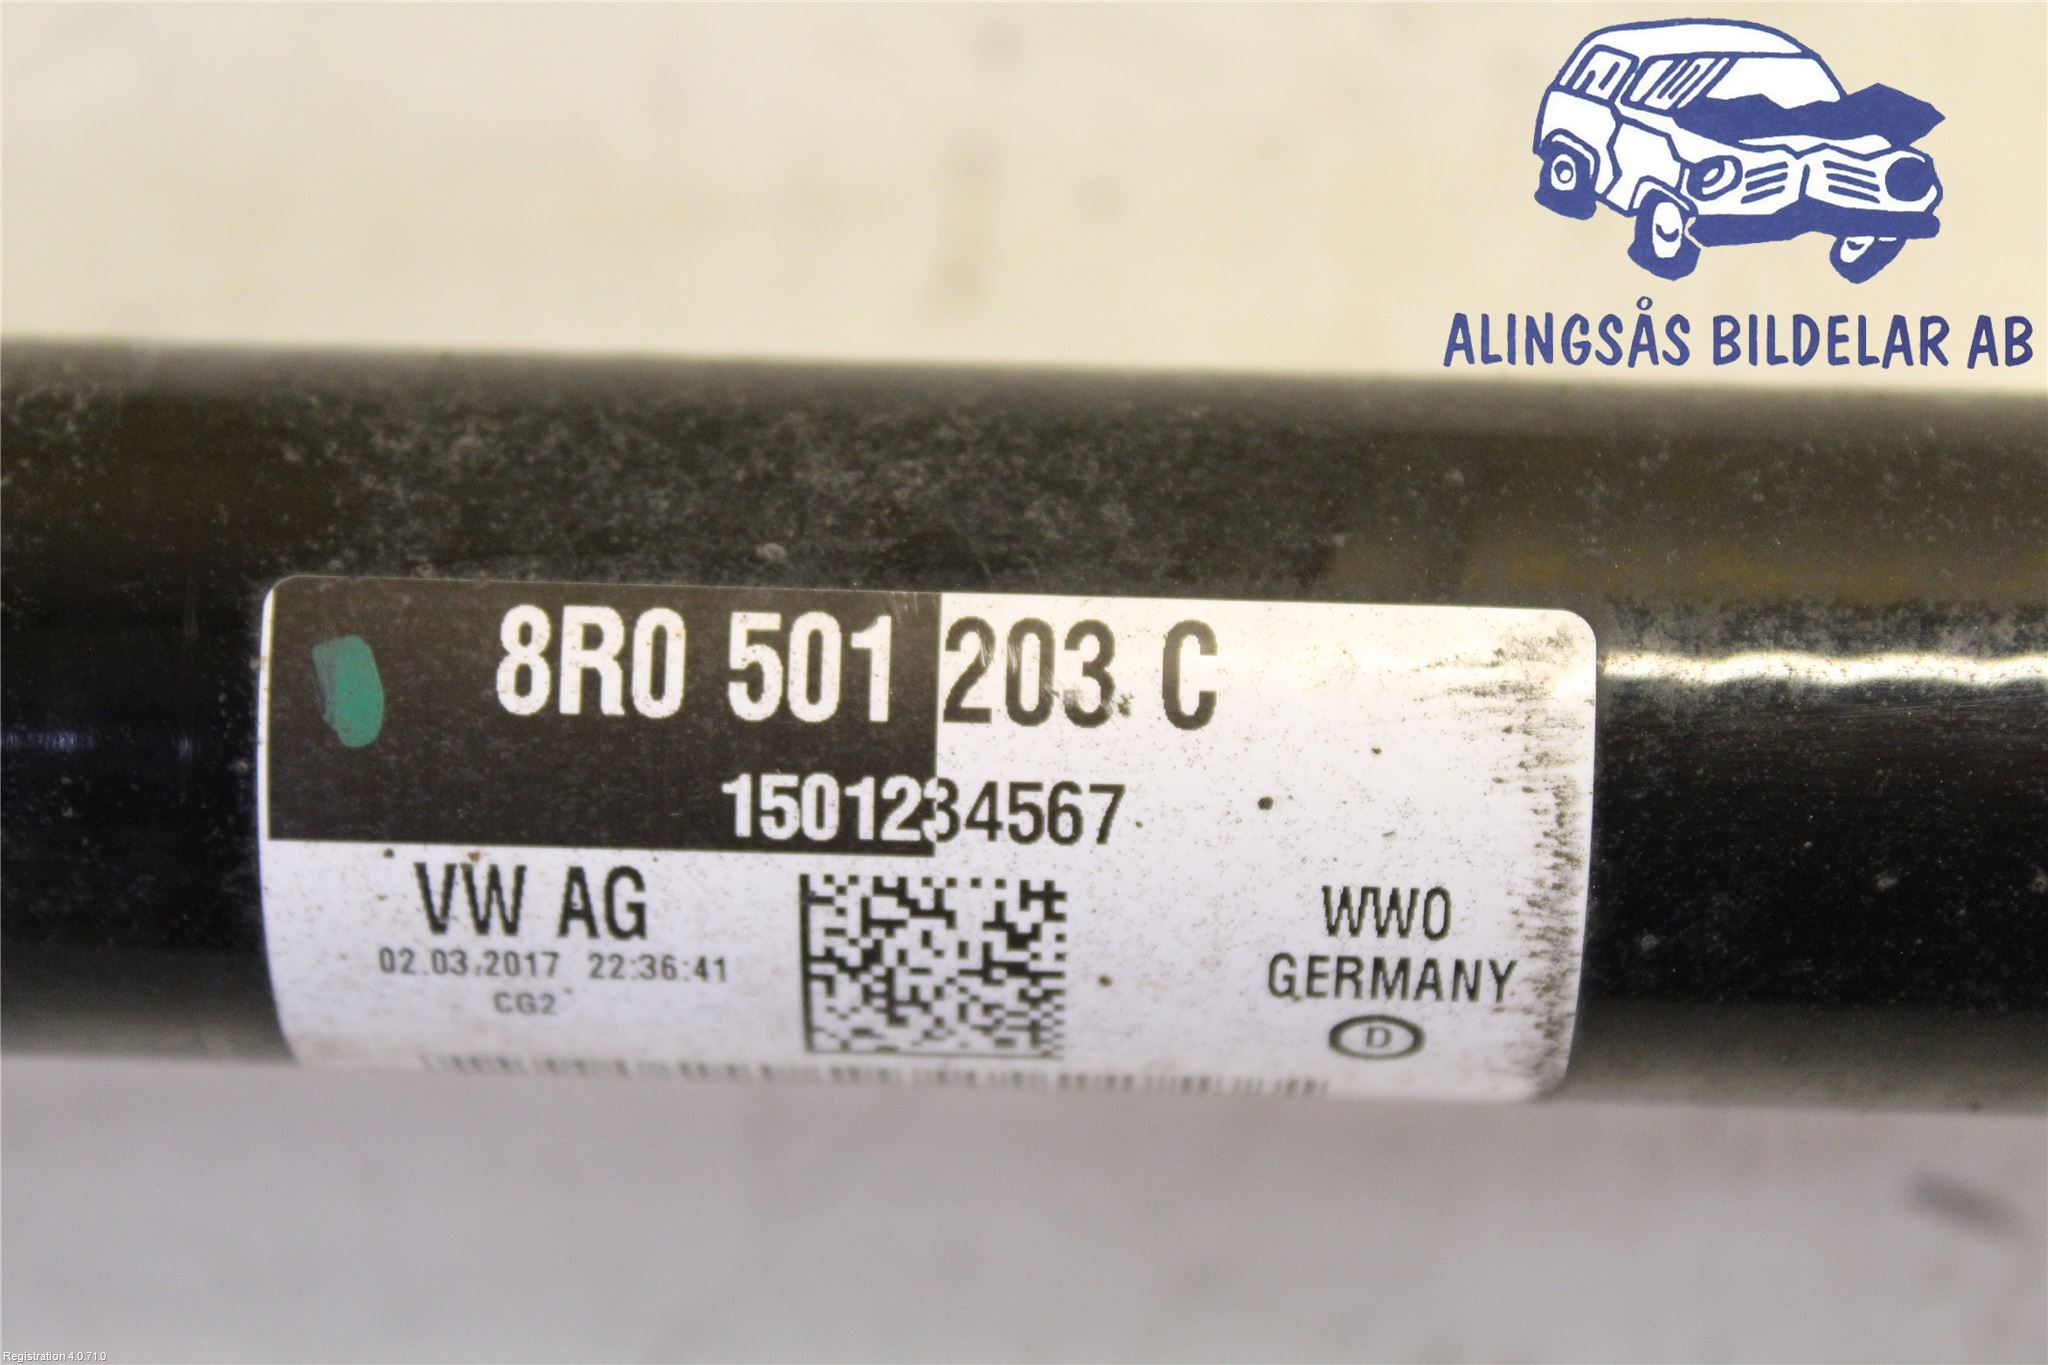 ALINGSÅS BILDELAR AB
8R0 501 203 C
1501234567
VW AG
02.03.2017 22:36:41
CG2
WWO
GERMANY
D
Registration 4.0.71.0